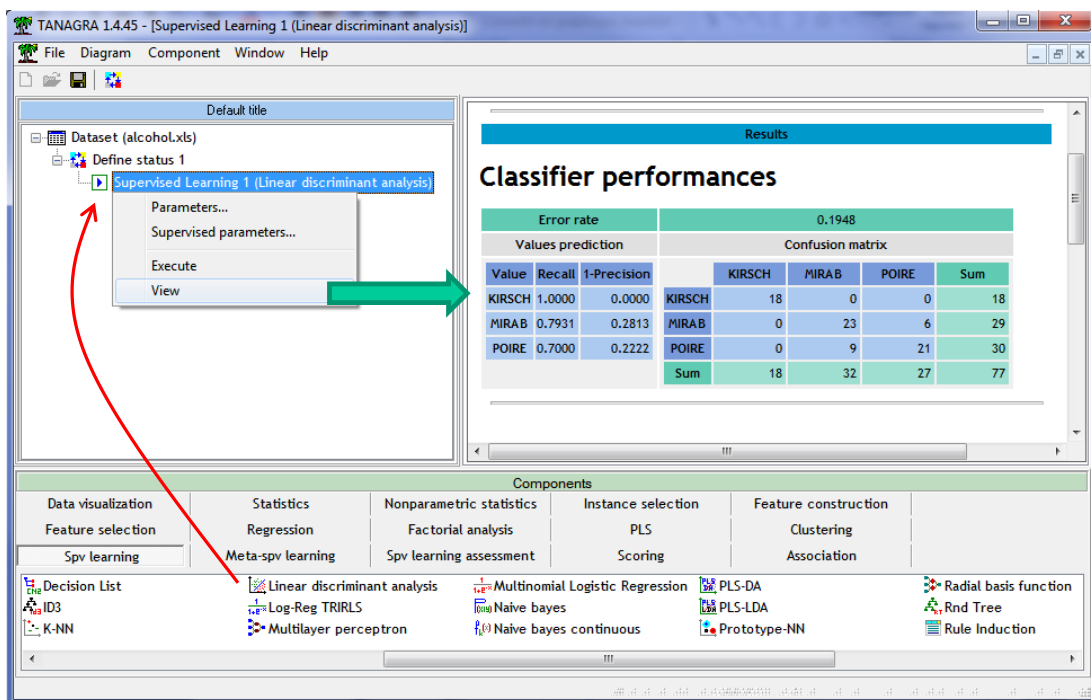 TANAGRA 1.4.45 - [Supervised Learning 1 (Linear discriminant analysis)]
File Diagram Component Window Help
Default title
Dataset (alcohol.xls)
Define status 1
Supervised Learning 1 (Linear discriminant analysis)
Parameters...
Supervised parameters...
Execute
View
Results
Classifier performances
Error rate 0.1948
Values prediction Confusion matrix
Value Recall 1-Precision KIRSCH MIRAB POIRE Sum
KIRSCH 1.0000 0.0000 KIRSCH 18 0 0 18
MIRAB 0.7931 0.2813 MIRAB 0 23 6 29
POIRE 0.7000 0.2222 POIRE 0 9 21 30
Sum 18 32 27 77
Components
Data visualization Statistics Nonparametric statistics Instance selection Feature construction
Feature selection Regression Factorial analysis PLS Clustering
Spv learning Meta-spv learning Spv learning assessment Scoring Association
Decision List Linear discriminant analysis Multinomial Logistic Regression PLS-DA Radial basis function
ID3 Log-Reg TRIRLS Naive bayes PLS-LDA Rnd Tree
K-NN Multilayer perceptron Naive bayes continuous Prototype-NN Rule Induction